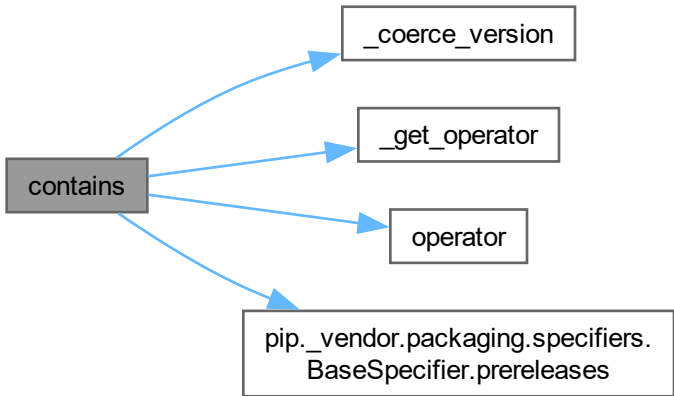 _coerce_version
_get_operator
contains
operator
pip._vendor.packaging.specifiers.
BaseSpecifier.prereleases